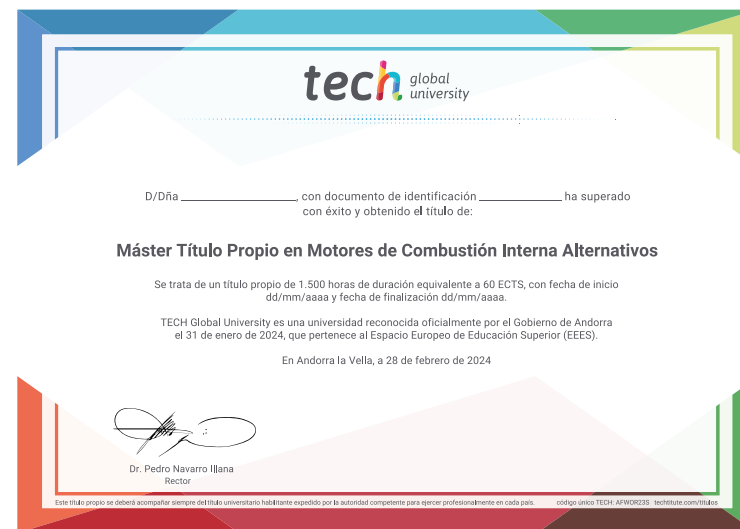 tech global university
D/Dña ____________, con documento de identificación ____________ ha superado
con éxito y obtenido el título de:
Máster Título Propio en Motores de Combustión Interna Alternativos
Se trata de un título propio de 1.500 horas de duración equivalente a 60 ECTS, con fecha de inicio
dd/mm/aaaa y fecha de finalización dd/mm/aaaa.
TECH Global University es una universidad reconocida oficialmente por el Gobierno de Andorra
el 31 de enero de 2024, que pertenece al Espacio Europeo de Educación Superior (EEES).
En Andorra la Vella, a 28 de febrero de 2024
Dr. Pedro Navarro Illana
Rector
Este título propio se deberá acompañar siempre del título universitario habilitante expedido por la autoridad competente para ejercer profesionalmente en cada país. código único TECH: AFWOR23S techtitute.com/titulos